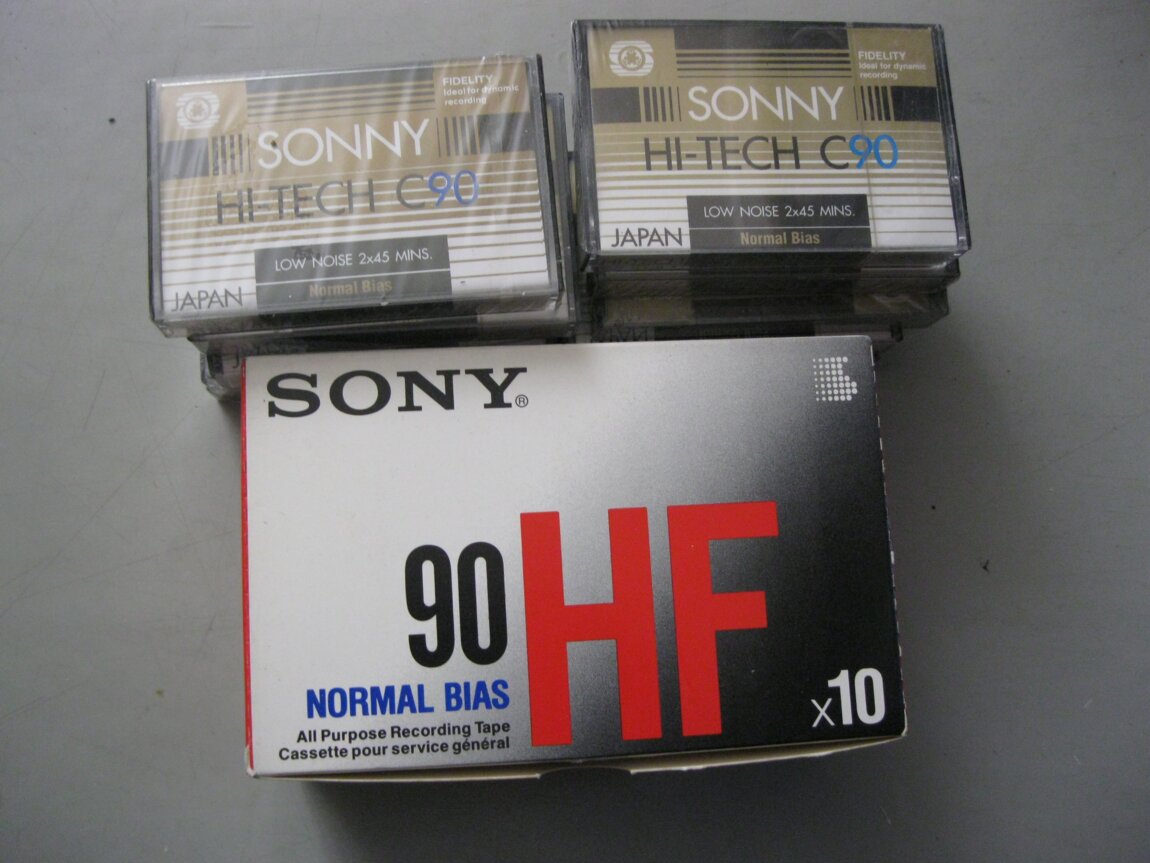 FIDELITY
Ideal for dynamic
recording
SONNY
HI-TECH C90
LOW NOISE 2x45 MINS.
Normal Bias
JAPAN
FIDELITY
Ideal for dynamic
recording
SONNY
HI-TECH C90
LOW NOISE 2x45 MINS.
Normal Bias
JAPAN
SONY®
90 HF
NORMAL BIAS
All Purpose Recording Tape
Cassette pour service général
x10